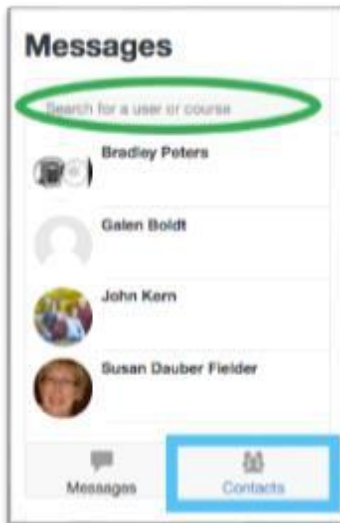 Messages
Search for a user or course
Bradley Peters
Galen Boldt
John Kern
Susan Dauber Fielder
Messages
Contacts